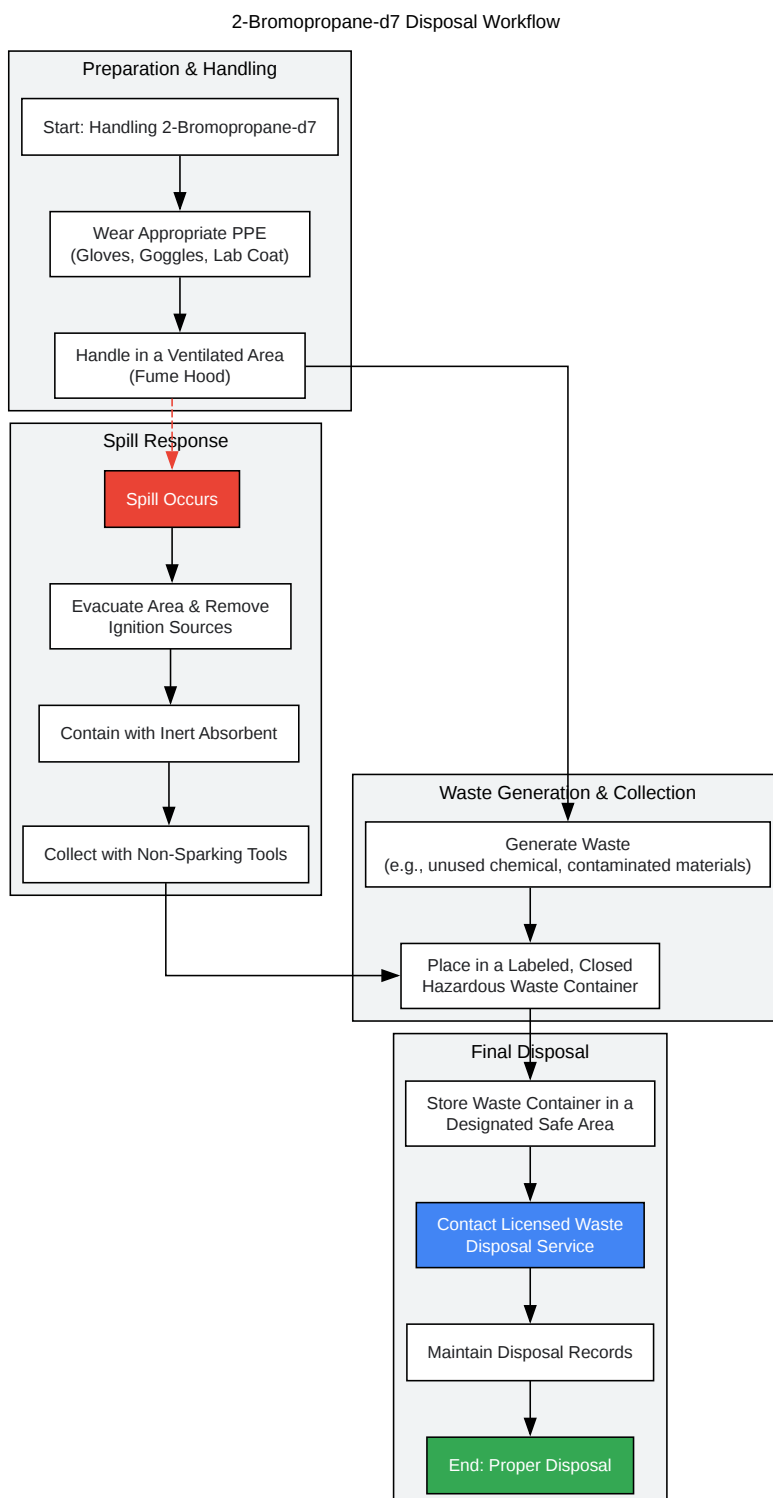 2-Bromopropane-d7 Disposal Workflow
Preparation & Handling
Start: Handling 2-Bromopropane-d7
Wear Appropriate PPE
(Gloves, Goggles, Lab Coat)
Handle in a Ventilated Area
(Fume Hood)
Spill Response
Spill Occurs
Evacuate Area & Remove
Ignition Sources
Contain with Inert Absorbent
Collect with Non-Sparking Tools
Waste Generation & Collection
Generate Waste
(e.g., unused chemical, contaminated materials)
Place in a Labeled, Closed
Hazardous Waste Container
Final Disposal
Store Waste Container in a
Designated Safe Area
Contact Licensed Waste
Disposal Service
Maintain Disposal Records
End: Proper Disposal